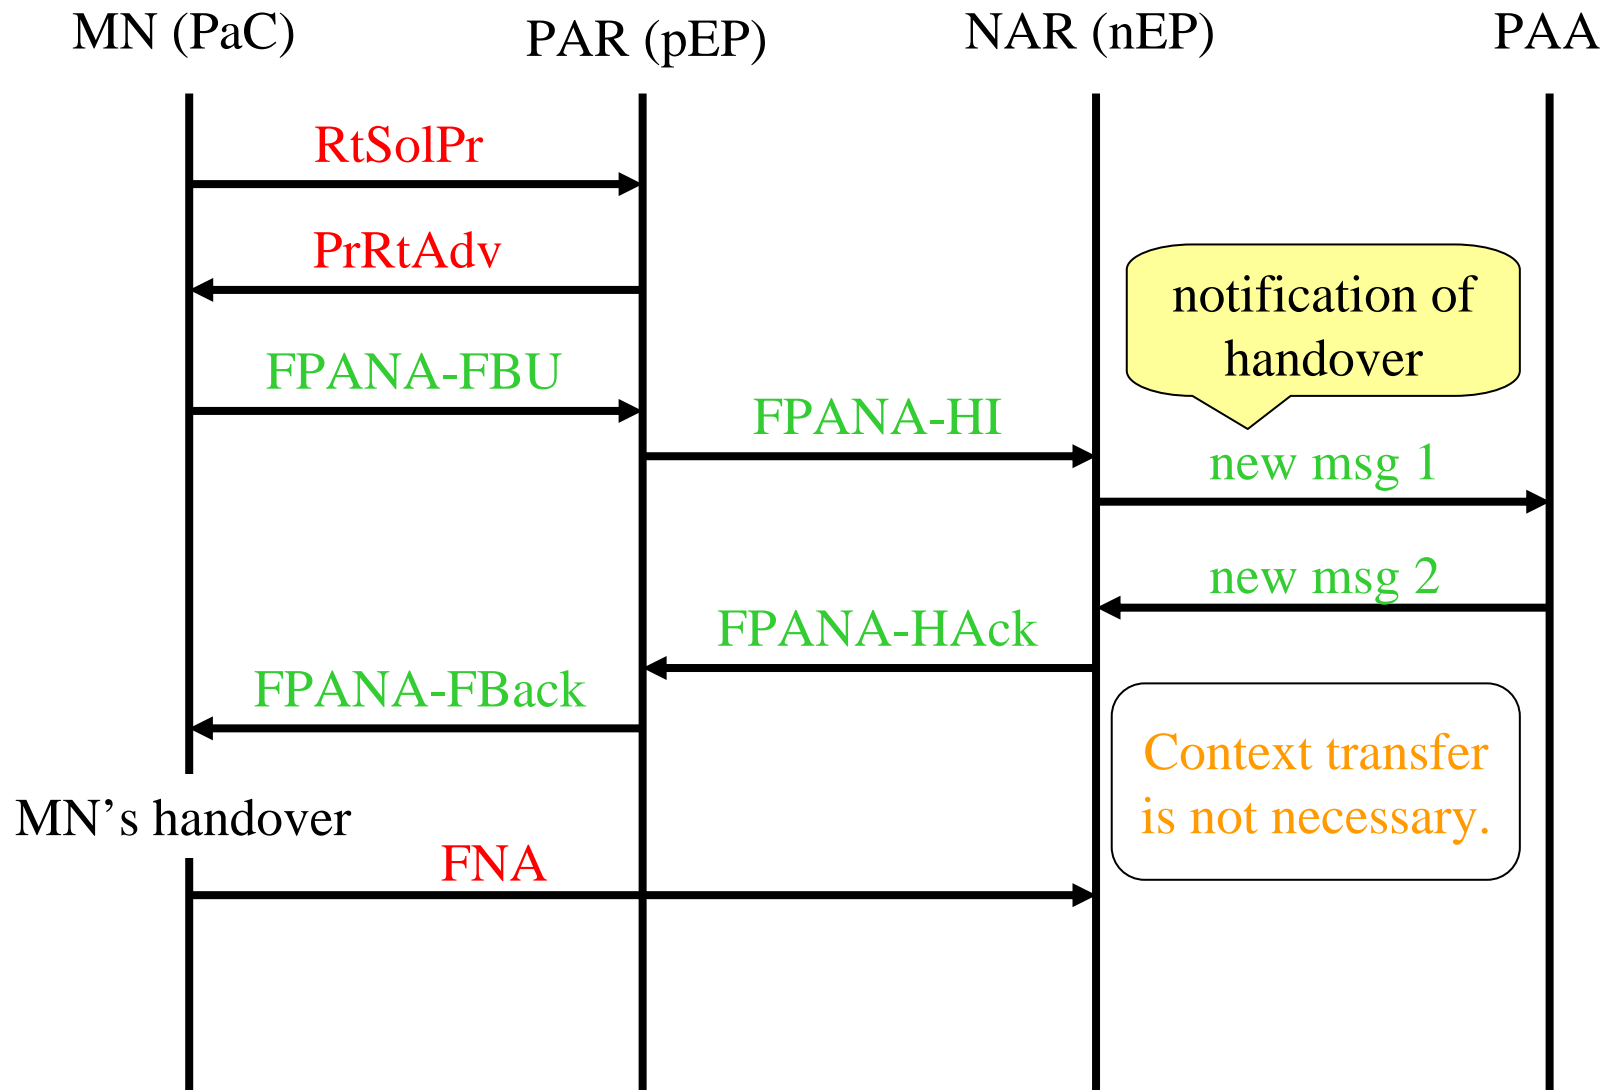 MN (PaC)
PAR (pEP)
NAR (nEP)
PAA
RtSolPr
PrRtAdv
notification of
handover
FPANA-FBU
FPANA-HI
new msg 1
new msg 2
FPANA-HAck
FPANA-FBack
Context transfer
is not necessary.
MN’s handover
FNA